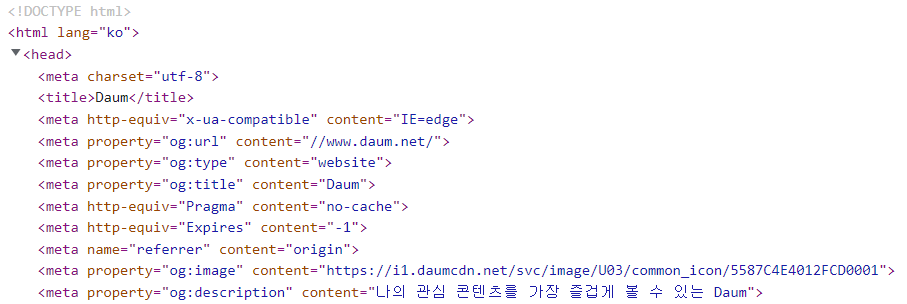 <!DOCTYPE html>
<html lang="ko">
<head>
<meta charset="utf-8">
<title>Daum</title>
<meta http-equiv="x-ua-compatible" content="IE=edge">
<meta property="og:url" content="//www.daum.net/">
<meta property="og:type" content="website">
<meta property="og:title" content="Daum">
<meta http-equiv="Pragma" content="no-cache">
<meta http-equiv="Expires" content="-1">
<meta name="referrer" content="origin">
<meta property="og:image" content="https://i1.daumcdn.net/svc/image/U03/common_icon/5587C4E4012FCD0001">
<meta property="og:description" content="나의 관심 콘텐츠를 가장 즐겁게 볼 수 있는 Daum">